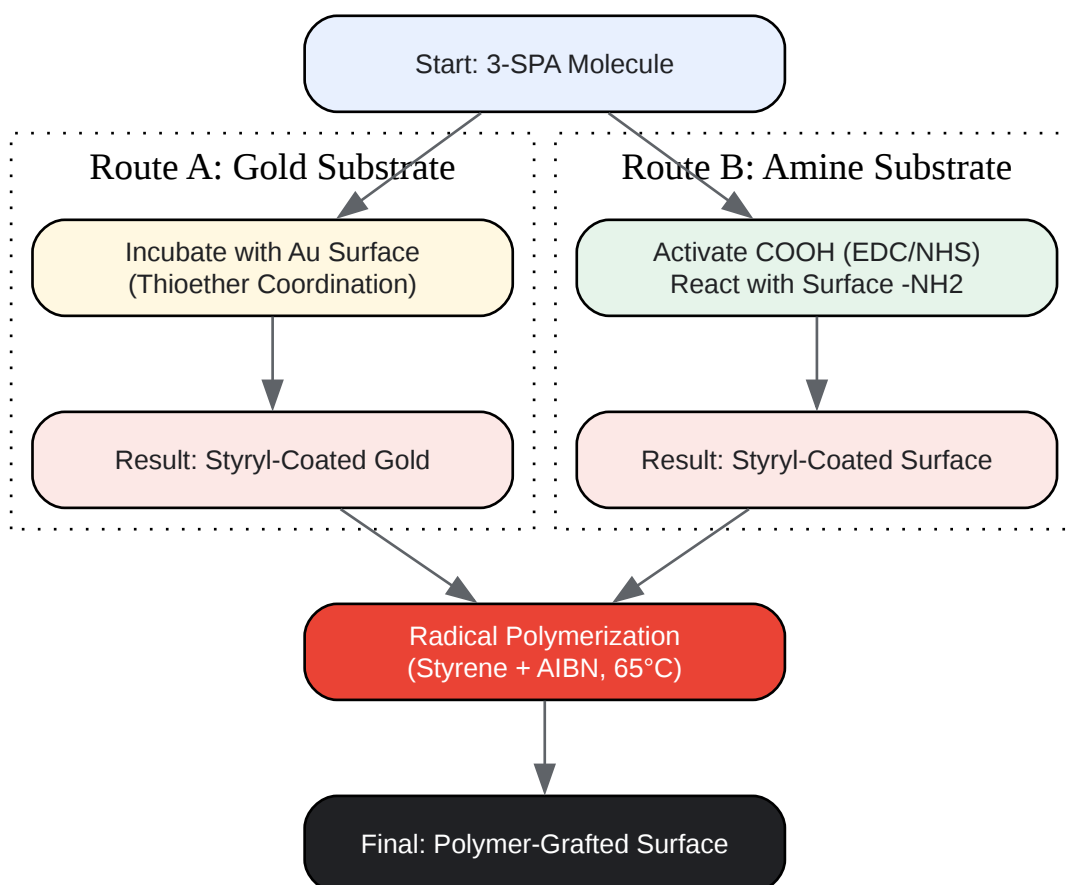 Start: 3-SPA Molecule
Route A: Gold Substrate
Incubate with Au Surface
(Thioether Coordination)
Result: Styryl-Coated Gold
Route B: Amine Substrate
Activate COOH (EDC/NHS)
React with Surface -NH2
Result: Styryl-Coated Surface
Radical Polymerization
(Styrene + AIBN, 65°C)
Final: Polymer-Grafted Surface